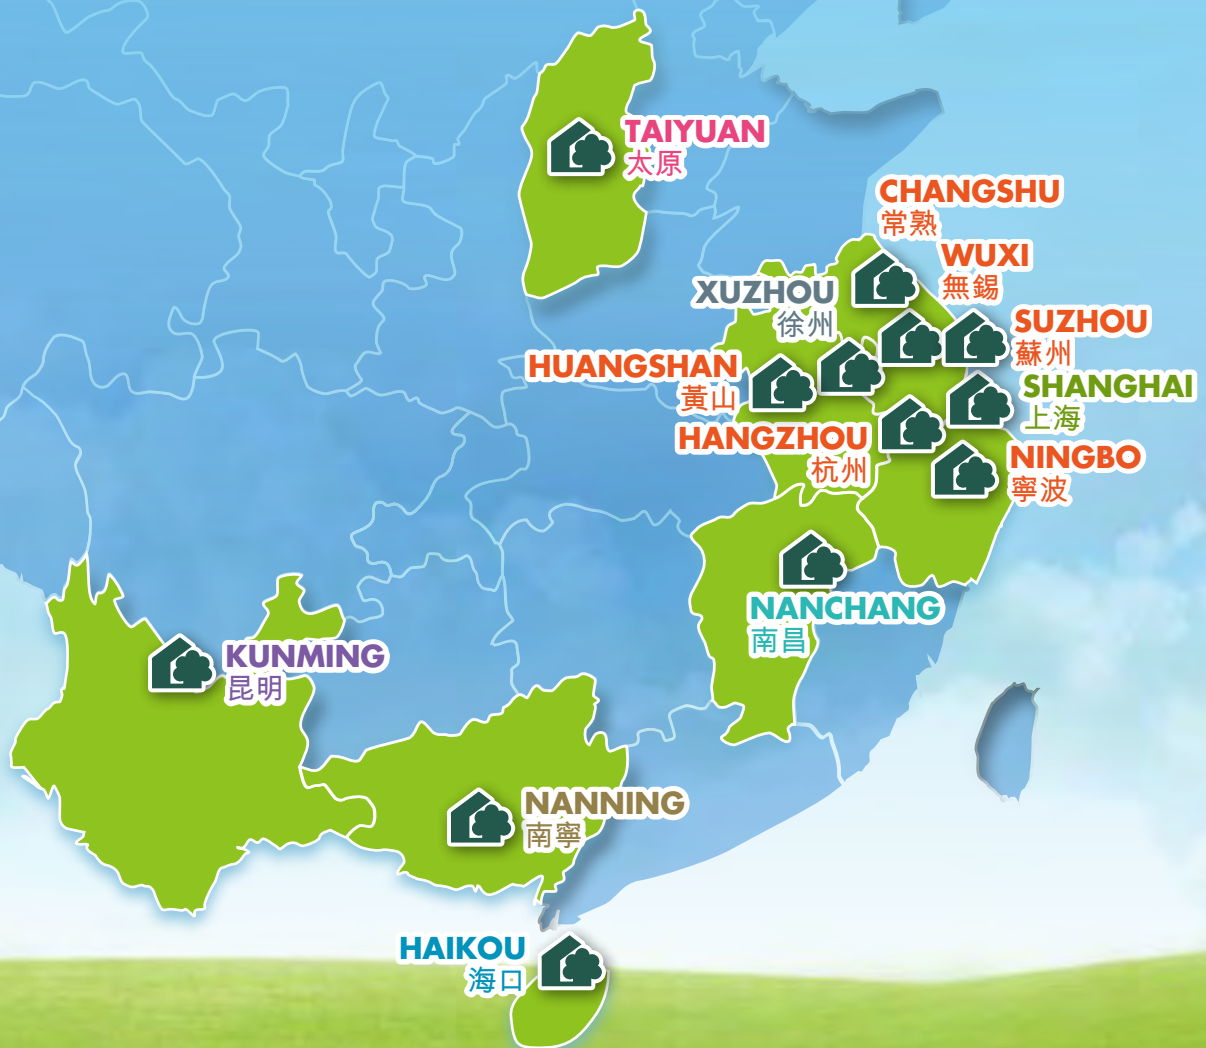 TAIYUAN
太原
CHANGSHU
常熟
WUXI
無錫
XUZHOU
徐州
SUZHOU
蘇州
HUANGSHAN
黃山
SHANGHAI
上海
HANGZHOU
杭州
NINGBO
寧波
NANCHANG
南昌
KUNMING
昆明
NANNING
南寧
HAIKOU
海口